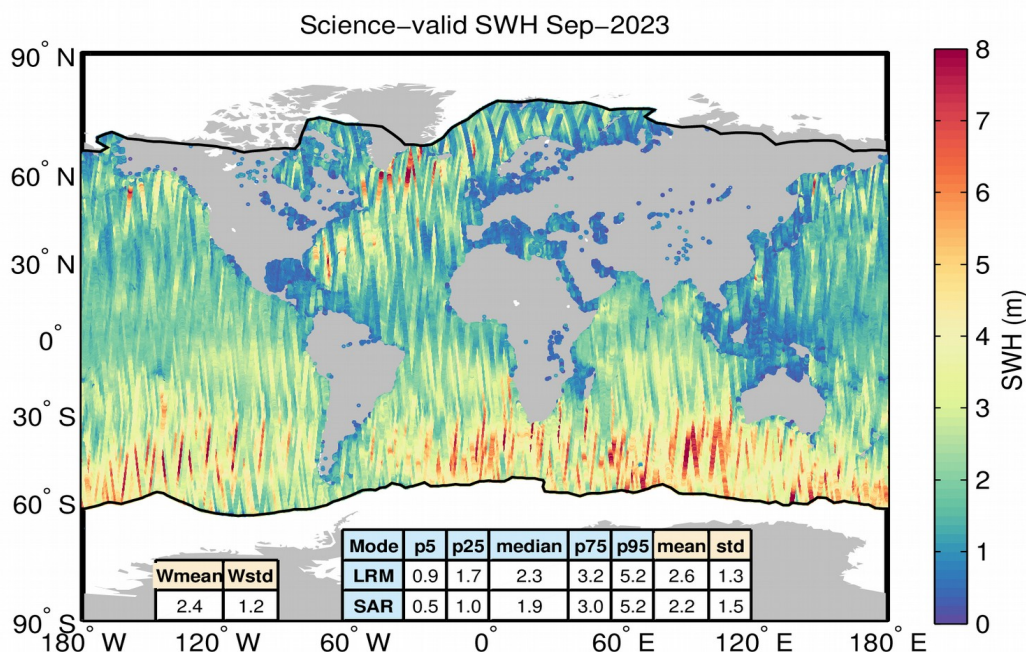 Science−valid SWH Sep−2023
90° N
60° N
30° N
0°
30° S
60° S
90° S
180° W
120° W
60° W
0°
60° E
120° E
180° E
8
7
6
5
4
3
2
1
0
SWH (m)
Wmean Wstd
2.4 1.2
Mode p5 p25 median p75 p95 mean std
LRM 0.9 1.7 2.3 3.2 5.2 2.6 1.3
SAR 0.5 1.0 1.9 3.0 5.2 2.2 1.5